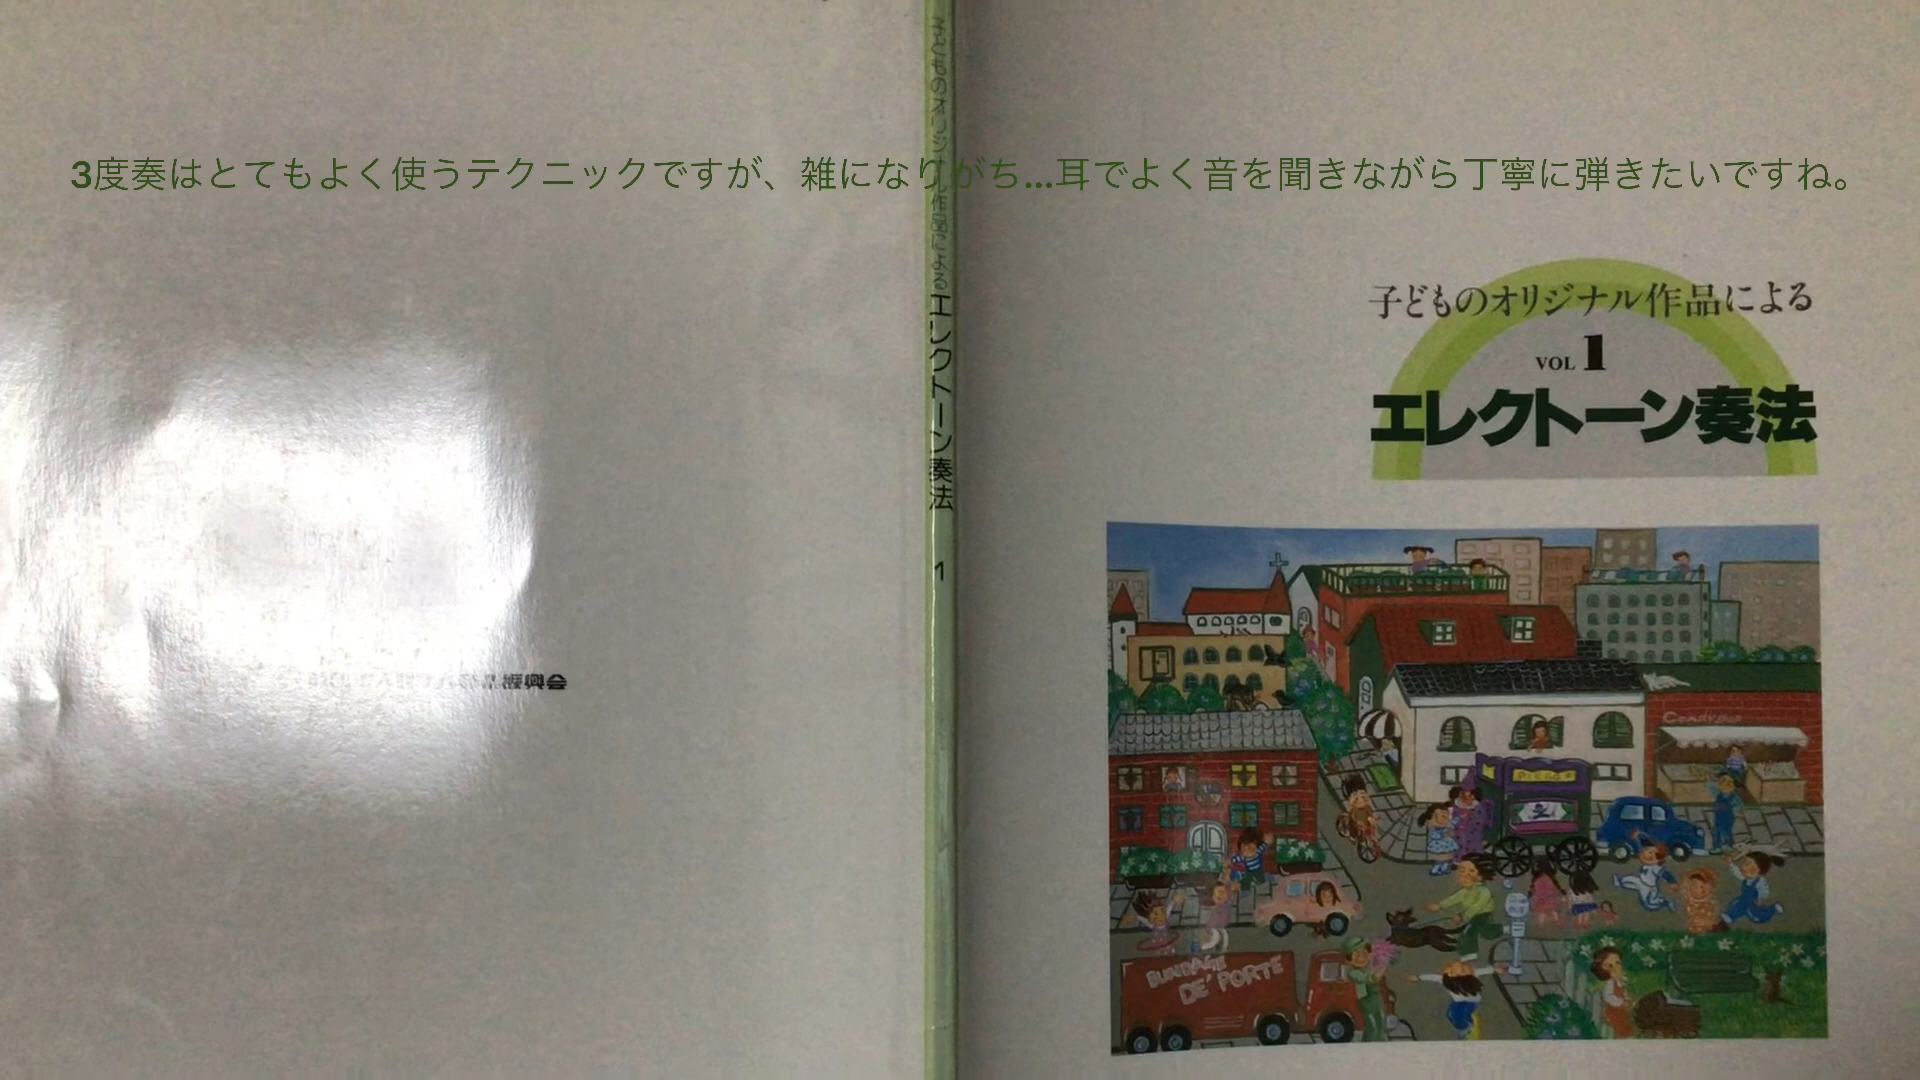 3度奏はとてもよく使うテクニックですが、雑になりがち...耳でよく音を聞きながら丁寧に弾きたいですね。
子どものオリジナル作品による
VOL 1
エレクトーン奏法
子どものオリジナル作品によるエレクトーン奏法 1
DE' PORTE